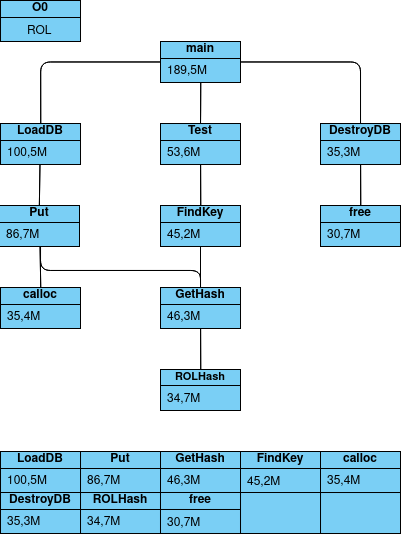 O0
ROL
main
189,5M
LoadDB
Test
DestroyDB
100,5M
53,6M
35,3M
Put
FindKey
free
86,7M
45,2M
30,7M
calloc
GetHash
35,4M
46,3M
ROLHash
34,7M
LoadDB Put GetHash FindKey calloc
100,5M 86,7M 46,3M 45,2M 35,4M
DestroyDB ROLHash free
35,3M 34,7M 30,7M